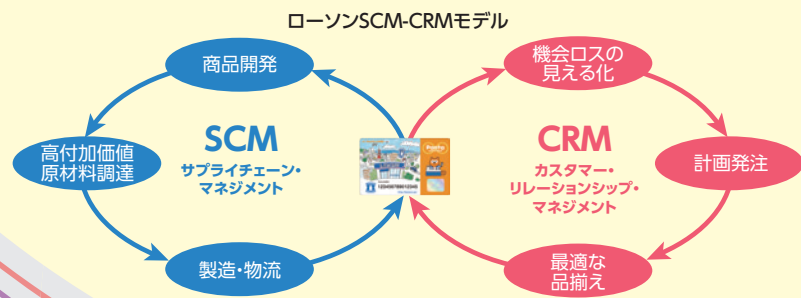 ローソンSCM-CRMモデル
商品開発
高付加価値
原材料調達
製造・物流
SCM
サプライチェーン・
マネジメント
機会ロスの
見える化
計画発注
最適な
品揃え
CRM
カスタマー・
リレーションシップ・
マネジメント